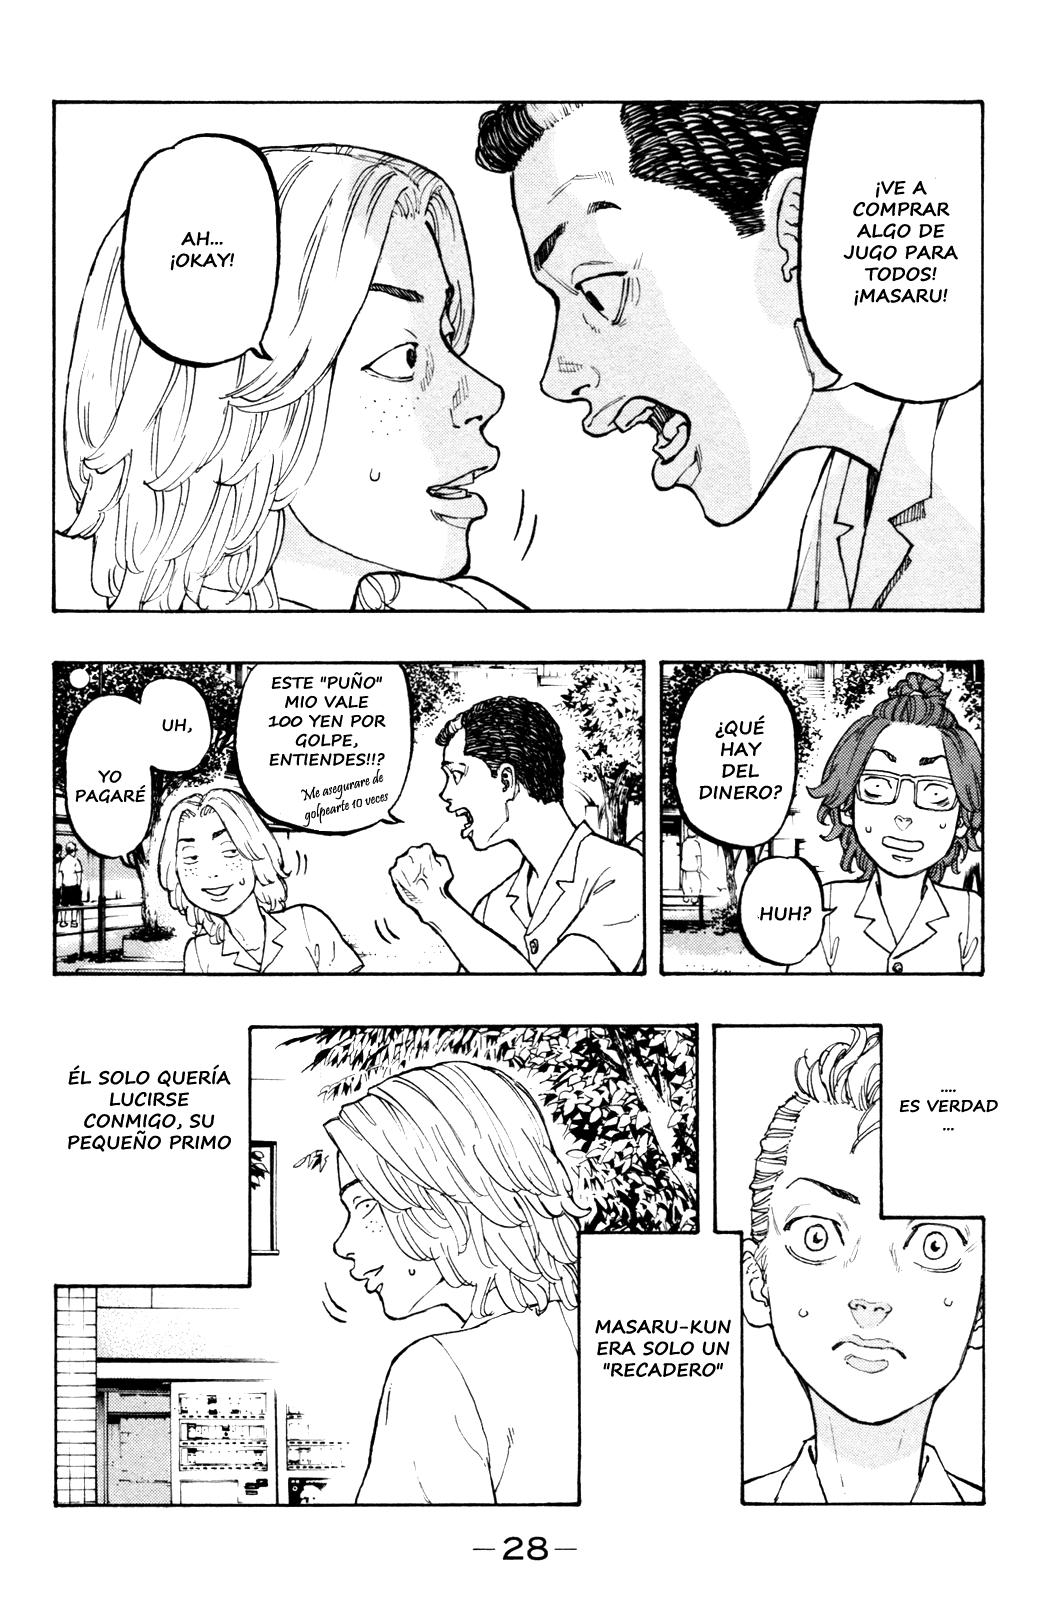 ¡VE A
COMPRAR
ALGO DE
JUGO PARA
TODOS!
¡MASARU!
AH...
¡OKAY!
¿QUÉ
HAY
DEL
DINERO?
HUH?
ESTE "PUÑO"
MIO VALE
100 YEN POR
GOLPE,
ENTIENDES!!?
"Me asegurare de
golpearte 10 veces
UH,
YO
PAGARÉ
....
ES VERDAD
...
MASARU-KUN
ERA SOLO UN
"RECADERO"
ÉL SOLO QUERÍA
LUCIRSE
CONMIGO, SU
PEQUEÑO PRIMO
—28—